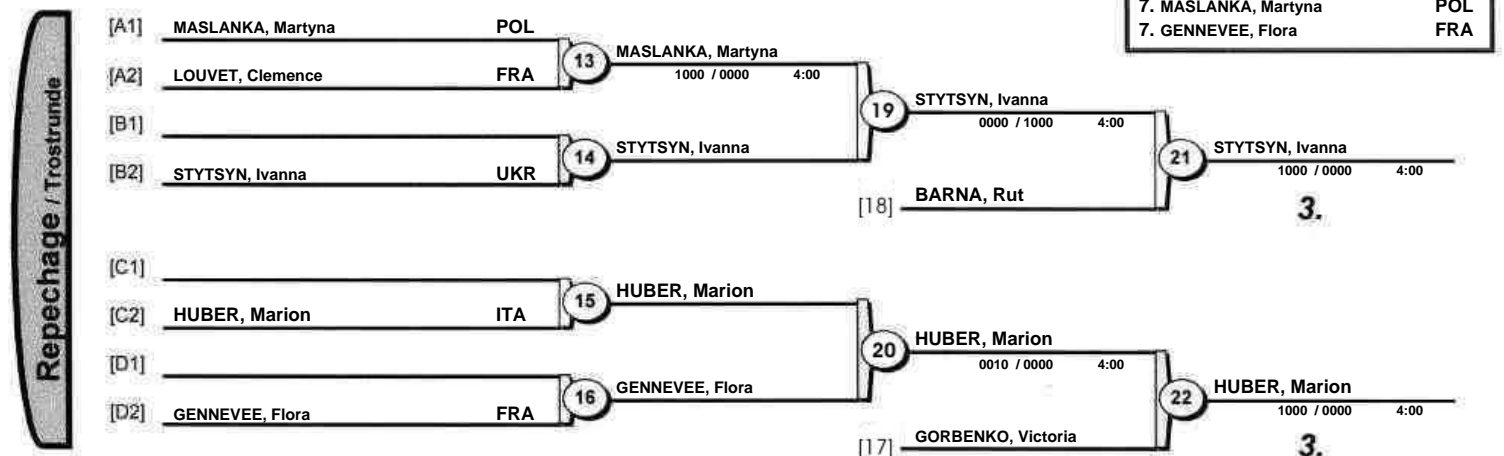 7. MASLANKA, Martyna POL
7. GENNEVEE, Flora FRA
Repechage / Trostrunde
[A1] MASLANKA, Martyna POL
[A2] LOUVET, Clemence FRA
13 MASLANKA, Martyna
1000 / 0000 4:00
[B1]
[B2] STYTSYN, Ivanna UKR
14 STYTSYN, Ivanna
19 STYTSYN, Ivanna
0000 / 1000 4:00
[18] BARNA, Rut
21 STYTSYN, Ivanna
1000 / 0000 4:00
3.
[C1]
[C2] HUBER, Marion ITA
15 HUBER, Marion
[D1]
[D2] GENNEVEE, Flora FRA
16 GENNEVEE, Flora
20 HUBER, Marion
0010 / 0000 4:00
[17] GORBENKO, Victoria
22 HUBER, Marion
1000 / 0000 4:00
3.